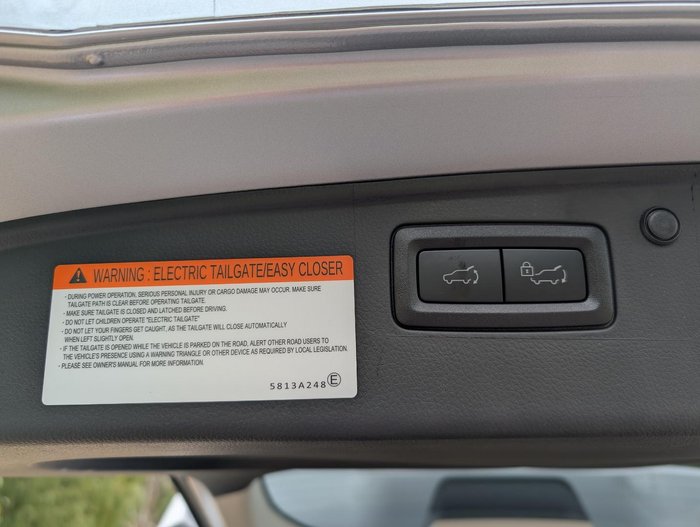 WARNING : ELECTRIC TAILGATE/EASY CLOSER
· DURING POWER OPERATION, SERIOUS PERSONAL INJURY OR CARGO DAMAGE MAY OCCUR. MAKE SURE
TAILGATE PATH IS CLEAR BEFORE OPERATING TAILGATE.
· MAKE SURE TAILGATE IS CLOSED AND LATCHED BEFORE DRIVING.
· DO NOT LET CHILDREN OPERATE "ELECTRIC TAILGATE"
· DO NOT LET YOUR FINGERS GET CAUGHT, AS THE TAILGATE WILL CLOSE AUTOMATICALLY
WHEN LEFT SLIGHTLY OPEN.
· IF THE TAILGATE IS OPENED WHILE THE VEHICLE IS PARKED ON THE ROAD, ALERT OTHER ROAD USERS TO
THE VEHICLE'S PRESENCE USING A WARNING TRIANGLE OR OTHER DEVICE AS REQUIRED BY LOCAL LEGISLATION.
· PLEASE SEE OWNER'S MANUAL FOR MORE INFORMATION.
5813A248 Ⓔ